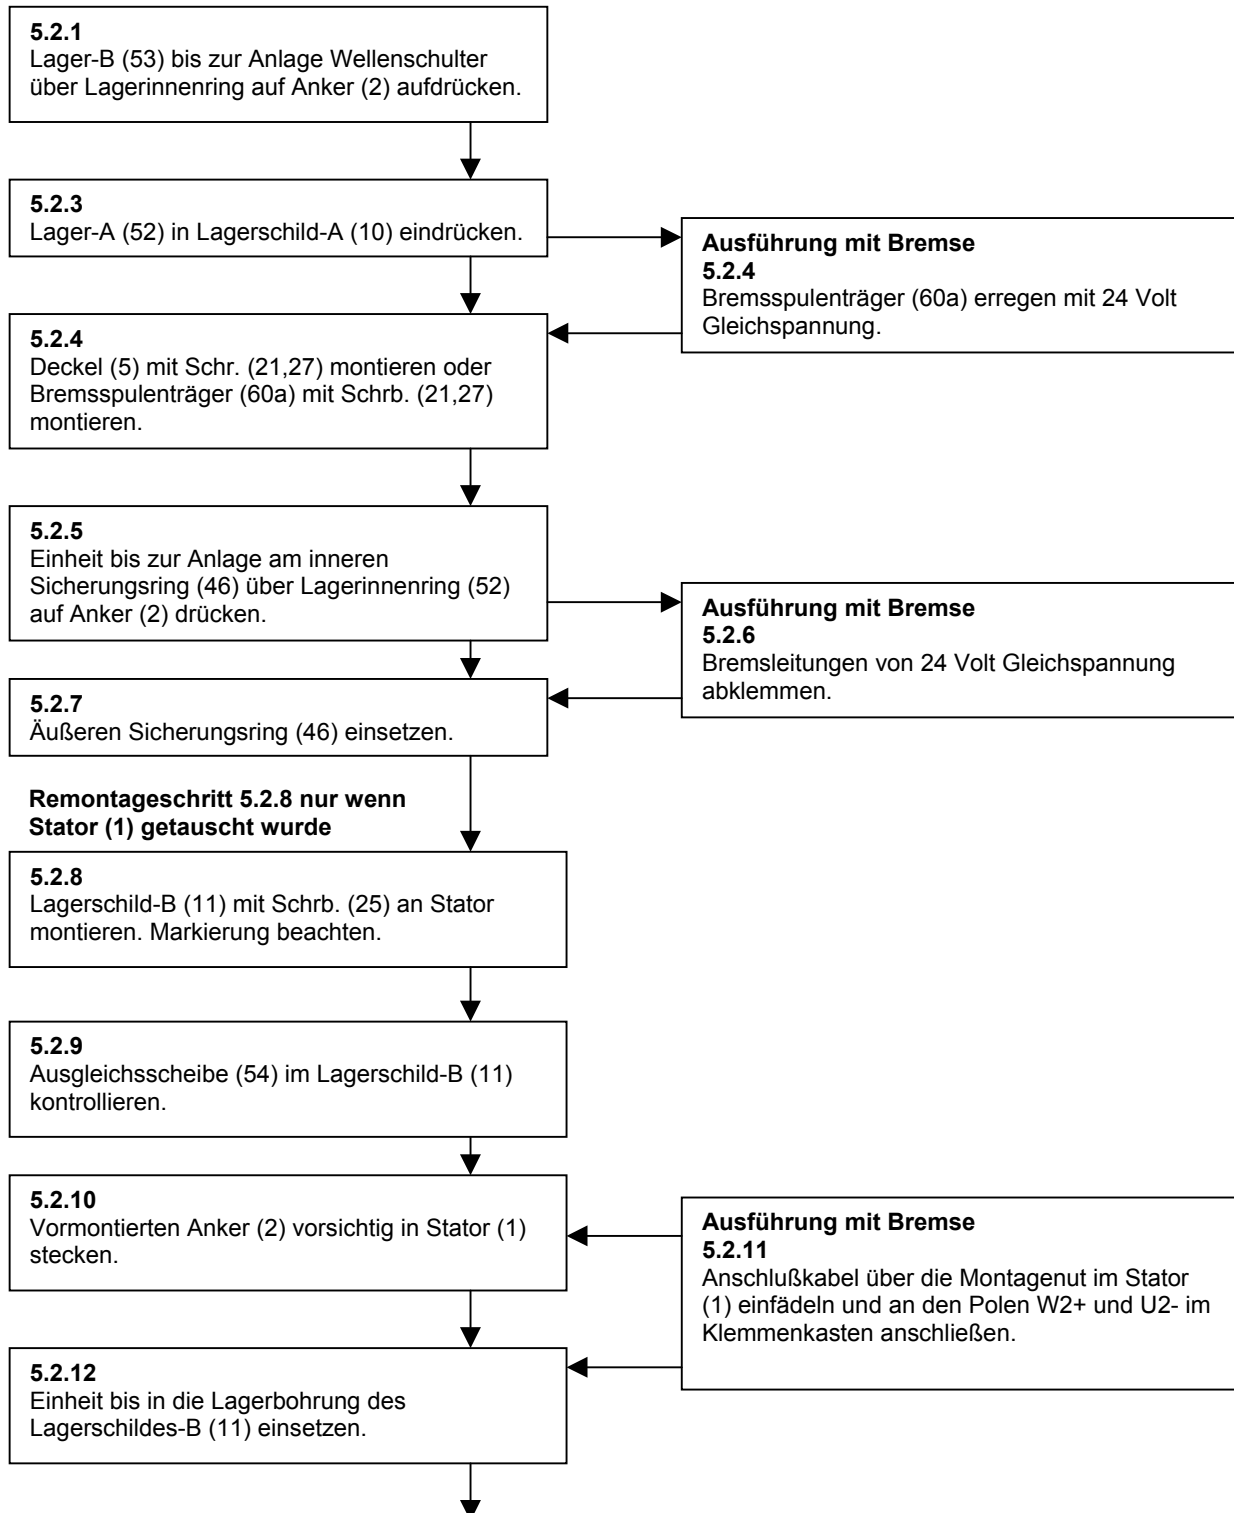 5.2.1
Lager-B (53) bis zur Anlage Wellenschulter
über Lagerinnenring auf Anker (2) aufdrücken.
5.2.3
Lager-A (52) in Lagerschild-A (10) eindrücken.
Ausführung mit Bremse
5.2.4
Bremsspulenträger (60a) erregen mit 24 Volt
Gleichspannung.
5.2.4
Deckel (5) mit Schr. (21,27) montieren oder
Bremsspulenträger (60a) mit Schrb. (21,27)
montieren.
5.2.5
Einheit bis zur Anlage am inneren
Sicherungsring (46) über Lagerinnenring (52)
auf Anker (2) drücken.
Ausführung mit Bremse
5.2.6
Bremsleitungen von 24 Volt Gleichspannung
abklemmen.
5.2.7
Äußeren Sicherungsring (46) einsetzen.
Remontageschritt 5.2.8 nur wenn
Stator (1) getauscht wurde
5.2.8
Lagerschild-B (11) mit Schrb. (25) an Stator
montieren. Markierung beachten.
5.2.9
Ausgleichsscheibe (54) im Lagerschild-B (11)
kontrollieren.
5.2.10
Vormontierten Anker (2) vorsichtig in Stator (1)
stecken.
Ausführung mit Bremse
5.2.11
Anschlußkabel über die Montagenut im Stator
(1) einfädeln und an den Polen W2+ und U2- im
Klemmenkasten anschließen.
5.2.12
Einheit bis in die Lagerbohrung des
Lagerschildes-B (11) einsetzen.